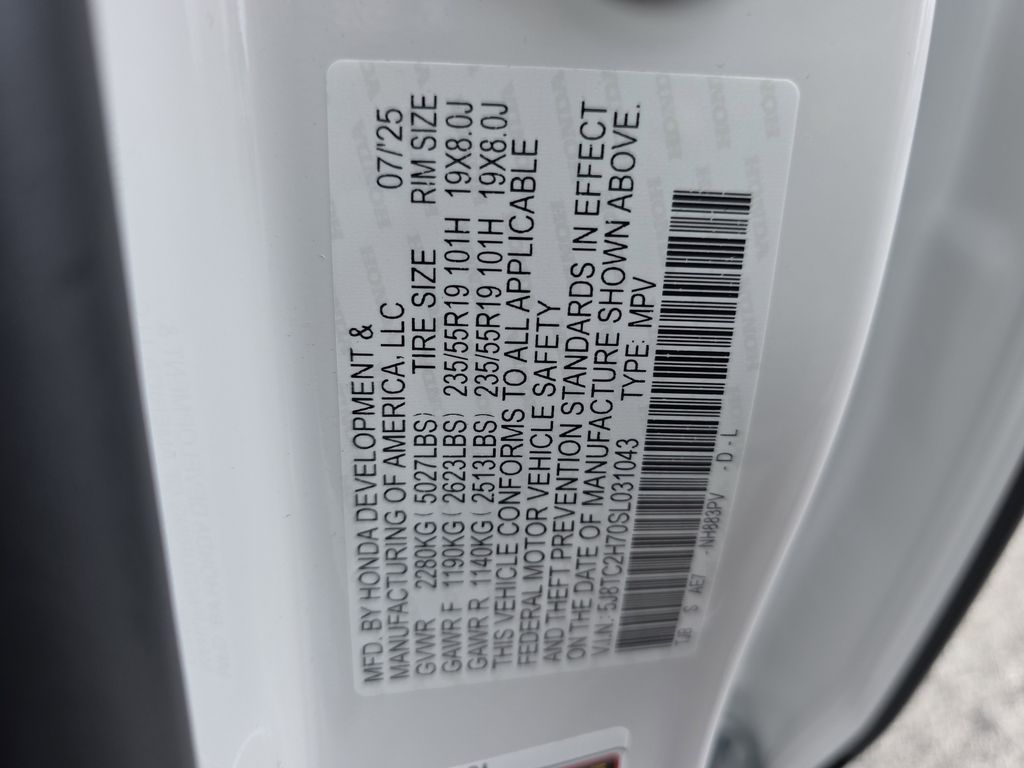 MFD. BY HONDA DEVELOPMENT &
MANUFACTURING OF AMERICA, LLC 07/'25
GVWR 2280KG( 5027LBS) TIRE SIZE RIM SIZE
GAWR F 1190KG( 2623LBS) 235/55R19 101H 19X8.0J
GAWR R 1140KG( 2513LBS) 235/55R19 101H 19X8.0J
THIS VEHICLE CONFORMS TO ALL APPLICABLE
FEDERAL MOTOR VEHICLE SAFETY
AND THEFT PREVENTION STANDARDS IN EFFECT
ON THE DATE OF MANUFACTURE SHOWN ABOVE.
V.I.N.: 5J8TC2H70SL031043 TYPE: MPV
S AE7 -NH883PV -D-L